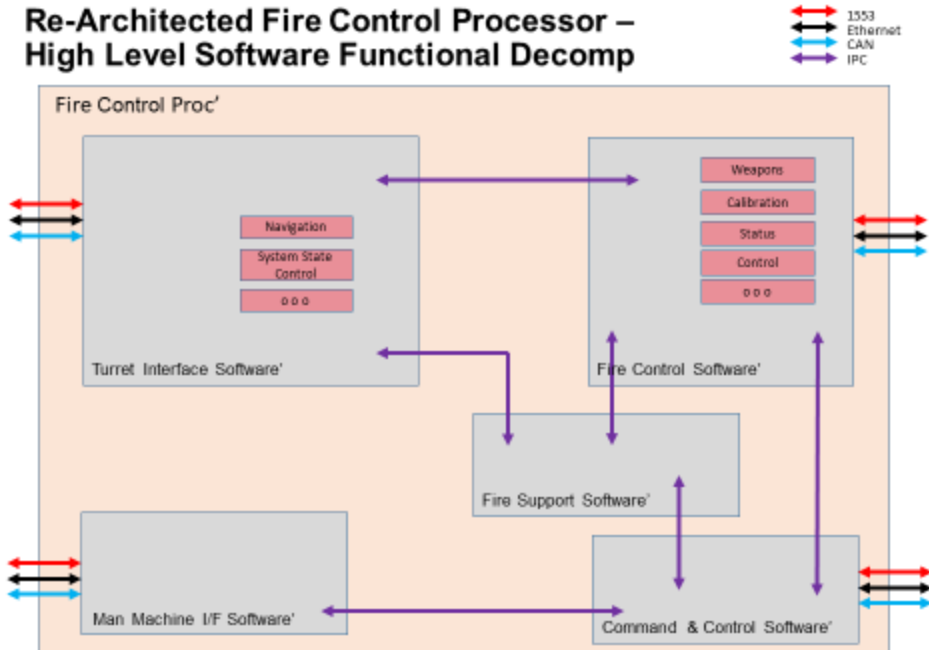 Re-Architected Fire Control Processor –
High Level Software Functional Decomp
1553
Ethernet
CAN
IPC
Fire Control Proc’
Navigation
System State
Control
o o o
Turret Interface Software’
Weapons
Calibration
Status
Control
o o o
Fire Control Software’
Fire Support Software’
Man Machine I/F Software’
Command & Control Software’